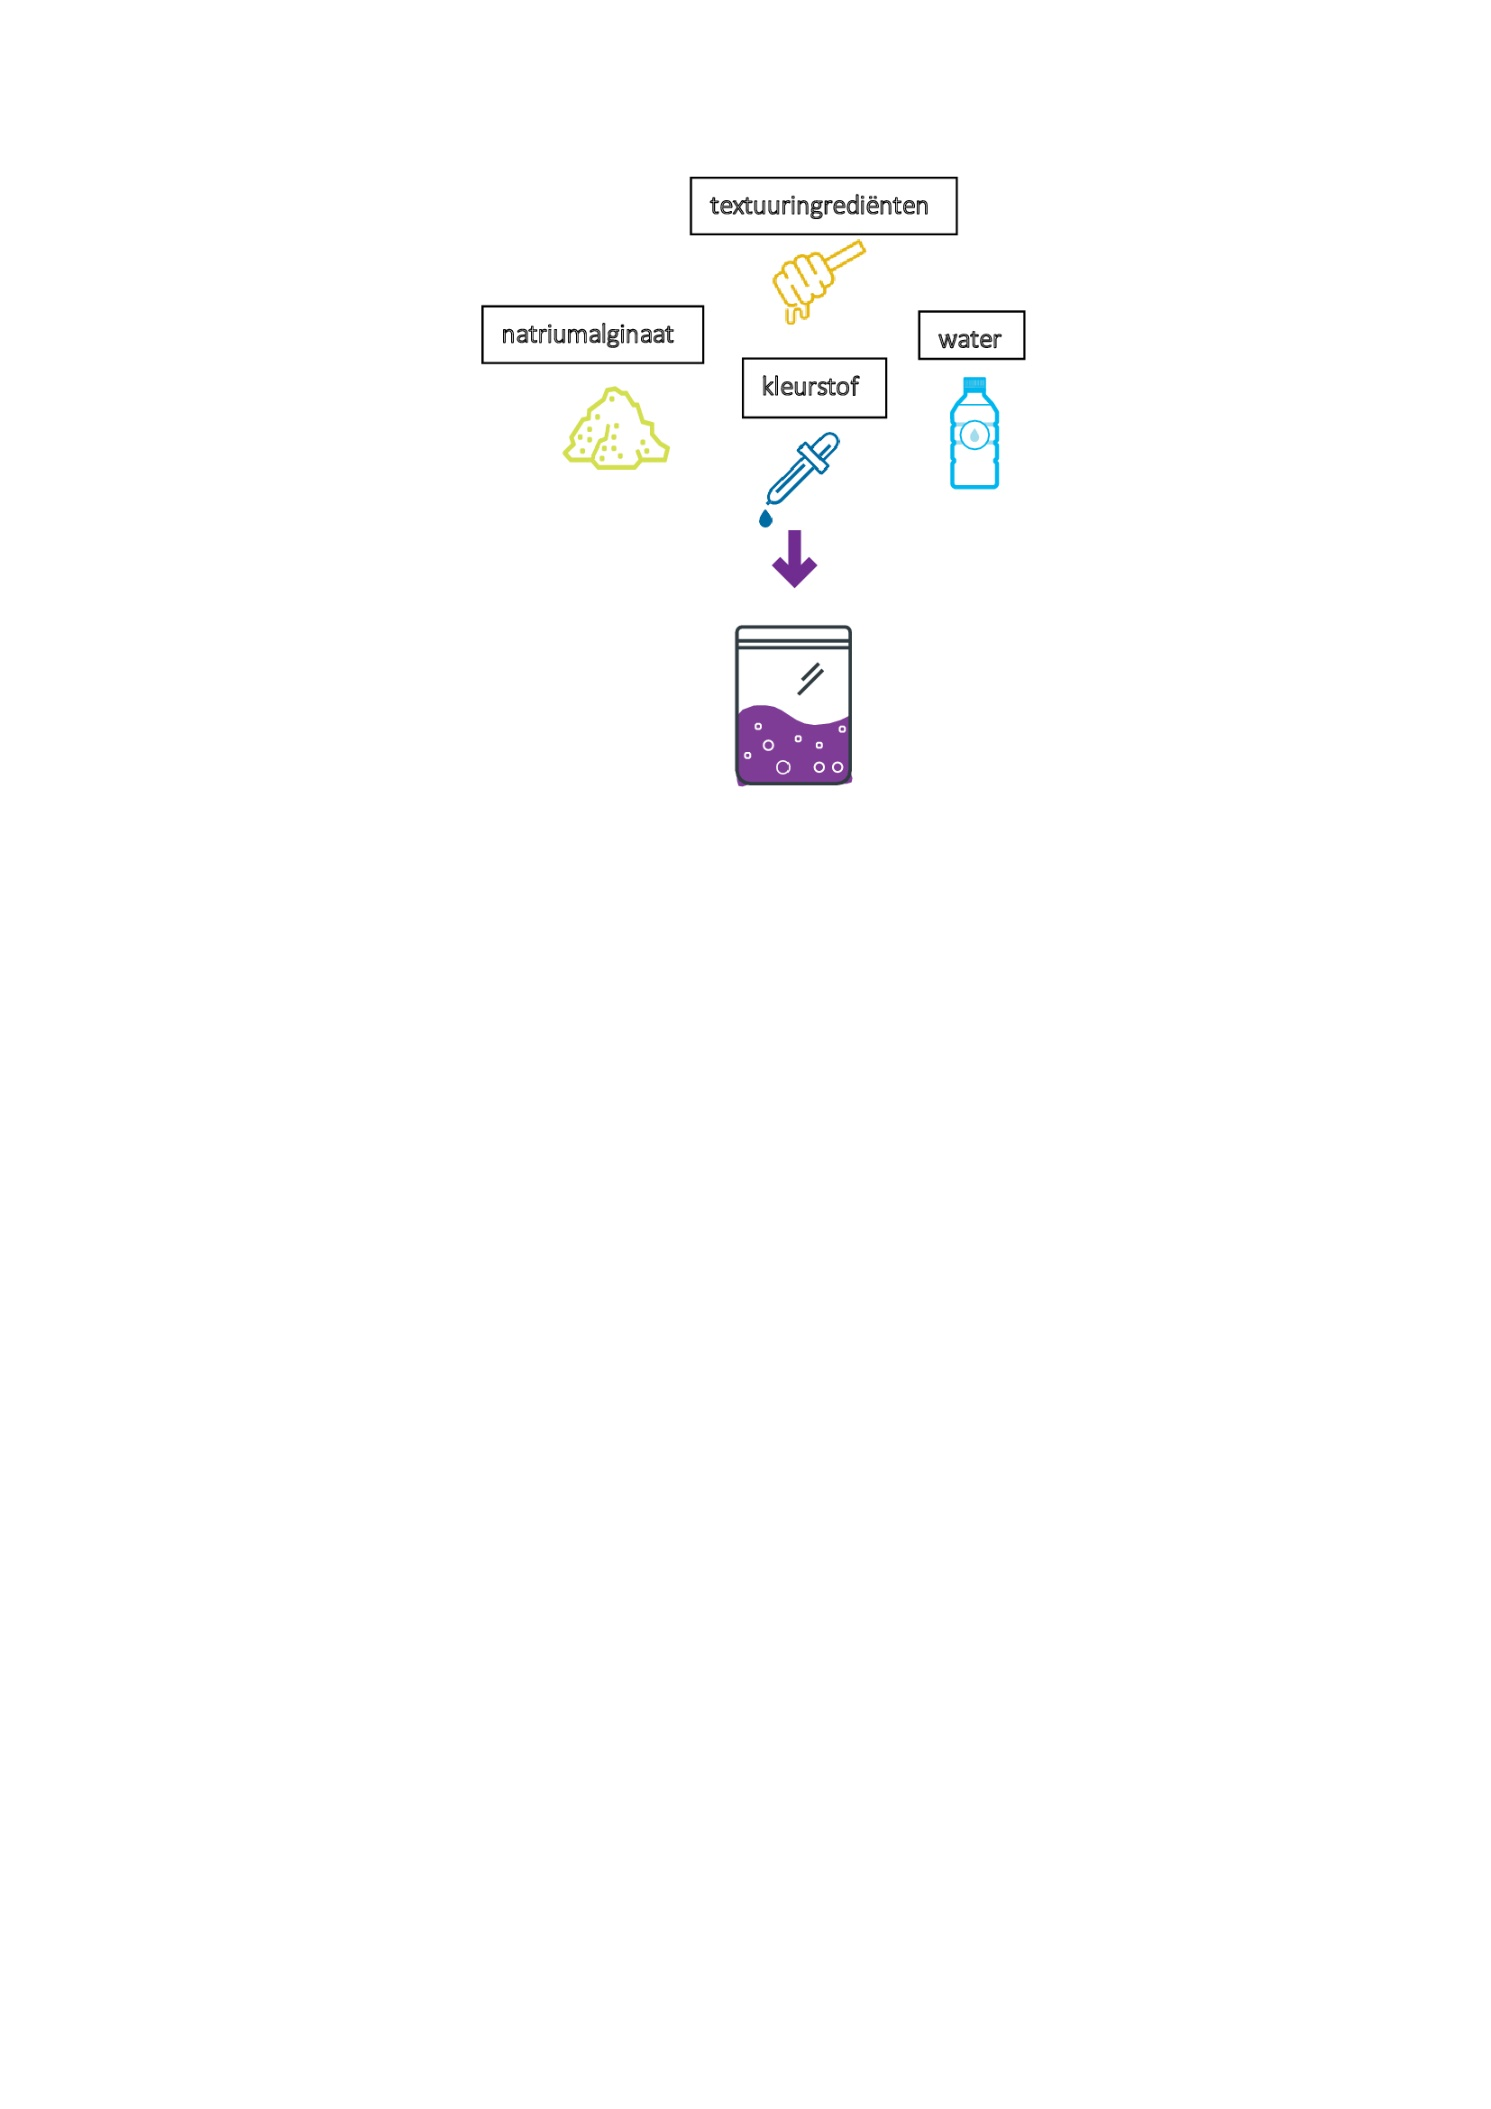 textuuringrediënten
natriumalginaat
water
kleurstof